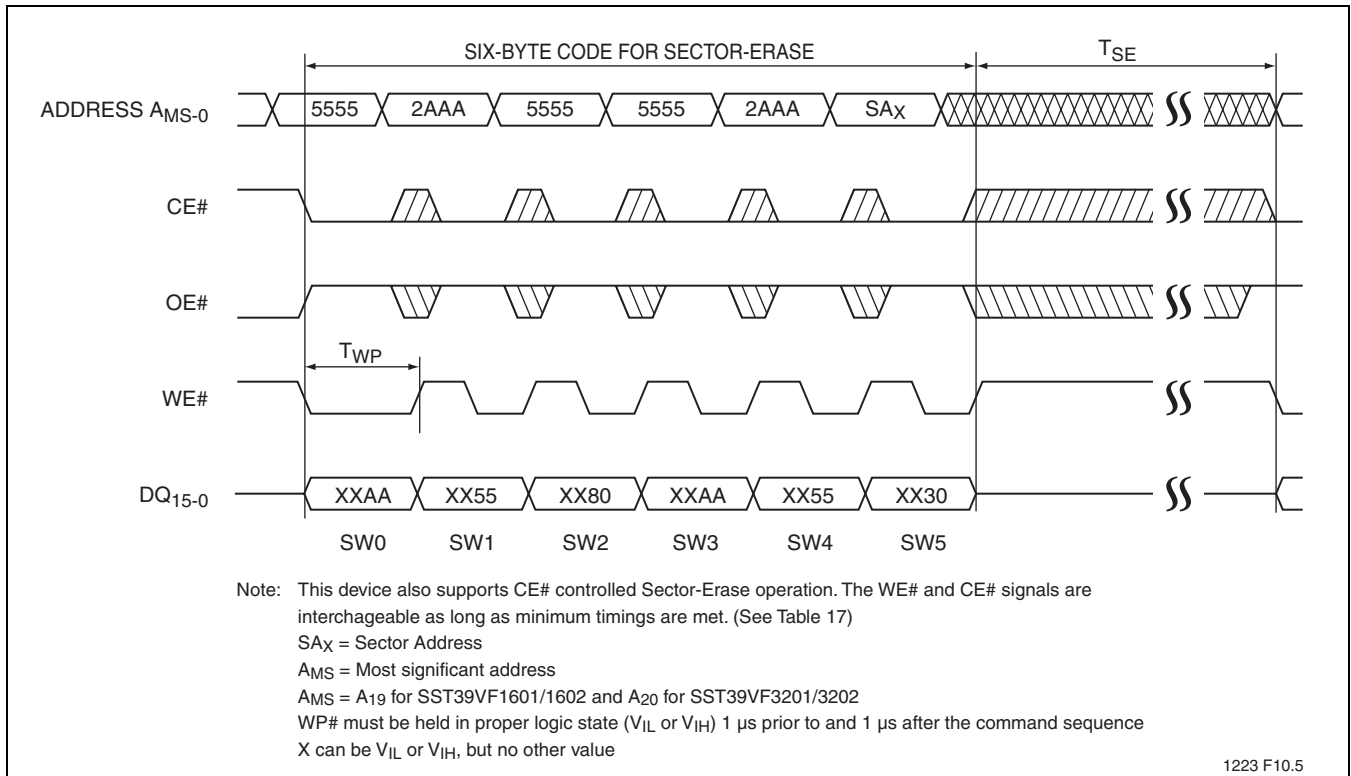 SIX-BYTE CODE FOR SECTOR-ERASE
TSE
ADDRESS AMS-0
5555 2AAA 5555 5555 2AAA SAX
CE#
OE#
TWP
WE#
DQ15-0
XXAA XX55 XX80 XXAA XX55 XX30
SW0 SW1 SW2 SW3 SW4 SW5
Note: This device also supports CE# controlled Sector-Erase operation. The WE# and CE# signals are
interchageable as long as minimum timings are met. (See Table 17)
SAX = Sector Address
AMS = Most significant address
AMS = A19 for SST39VF1601/1602 and A20 for SST39VF3201/3202
WP# must be held in proper logic state (VIL or VIH) 1 µs prior to and 1 µs after the command sequence
X can be VIL or VIH, but no other value
1223 F10.5